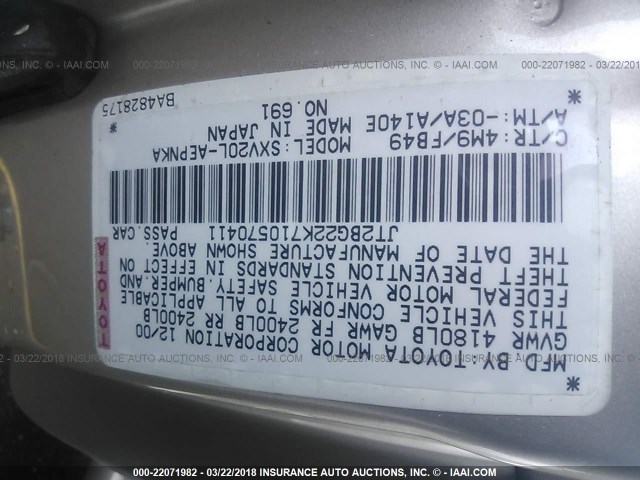 MFD BY:TOYOTA MOTOR CORPORATION 12/00
GVWR 4180LB GAWR FR 2400LB RR 2400LB
THIS VEHICLE CONFORMS TO ALL APPLICABLE
FEDERAL MOTOR VEHICLE SAFETY,BUMPER,AND
THEFT PREVENTION STANDARDS IN EFFECT ON
THE DATE OF MANUFACTURE SHOWN ABOVE.
JT2BG22K710570411 PASS.CAR
TOYOTA
MODEL:SXV20L-AEPNKA
C/TR:4M9/FB49 MADE IN JAPAN
A/TM:-03A/A140E NO.691
BA4828175
000-22071982 - 03/22/2018 INSURANCE AUTO AUCTIONS, INC. - © IAAI.COM